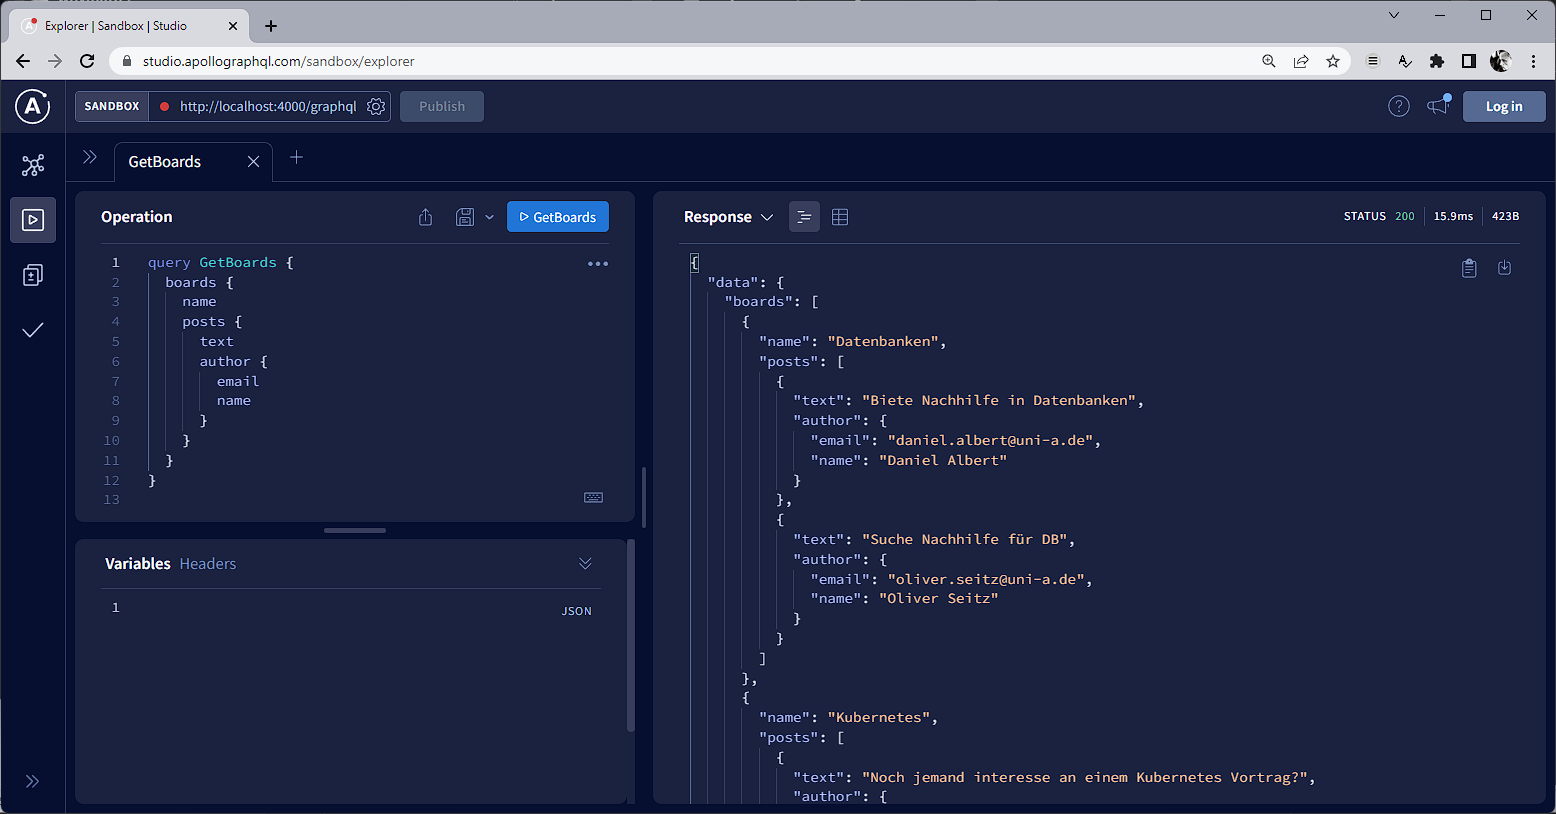 Explorer | Sandbox | Studio
studio.apollographql.com/sandbox/explorer
SANDBOX http://localhost:4000/graphql Publish Log in
GetBoards
Operation GetBoards
1 query GetBoards {
2 boards {
3 name
4 posts {
5 text
6 author {
7 email
8 name
9 }
10 }
11 }
12 }
13
Variables Headers
1 JSON
Response STATUS 200 15.9ms 423B
{
"data": {
"boards": [
{
"name": "Datenbanken",
"posts": [
{
"text": "Biete Nachhilfe in Datenbanken",
"author": {
"email": "daniel.albert@uni-a.de",
"name": "Daniel Albert"
}
},
{
"text": "Suche Nachhilfe für DB",
"author": {
"email": "oliver.seitz@uni-a.de",
"name": "Oliver Seitz"
}
}
]
},
{
"name": "Kubernetes",
"posts": [
{
"text": "Noch jemand interesse an einem Kubernetes Vortrag?",
"author": {